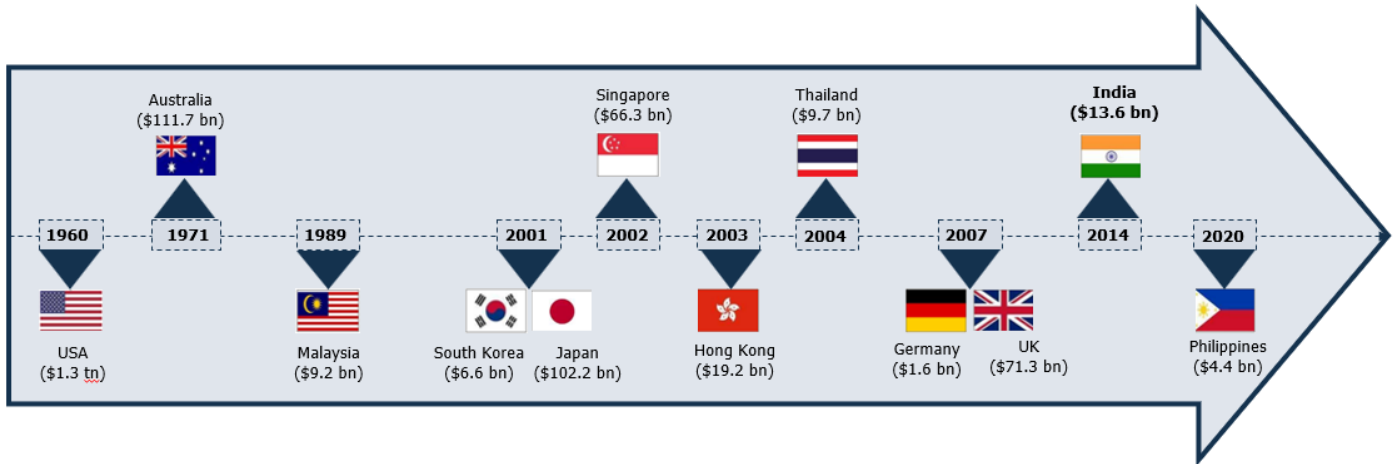 Australia
($111.7 bn)
Singapore
($66.3 bn)
Thailand
($9.7 bn)
India
($13.6 bn)
1960
1971
1989
2001
2002
2003
2004
2007
2014
2020
USA
($1.3 tn)
Malaysia
($9.2 bn)
South Korea
($6.6 bn)
Japan
($102.2 bn)
Hong Kong
($19.2 bn)
Germany
($1.6 bn)
UK
($71.3 bn)
Philippines
($4.4 bn)